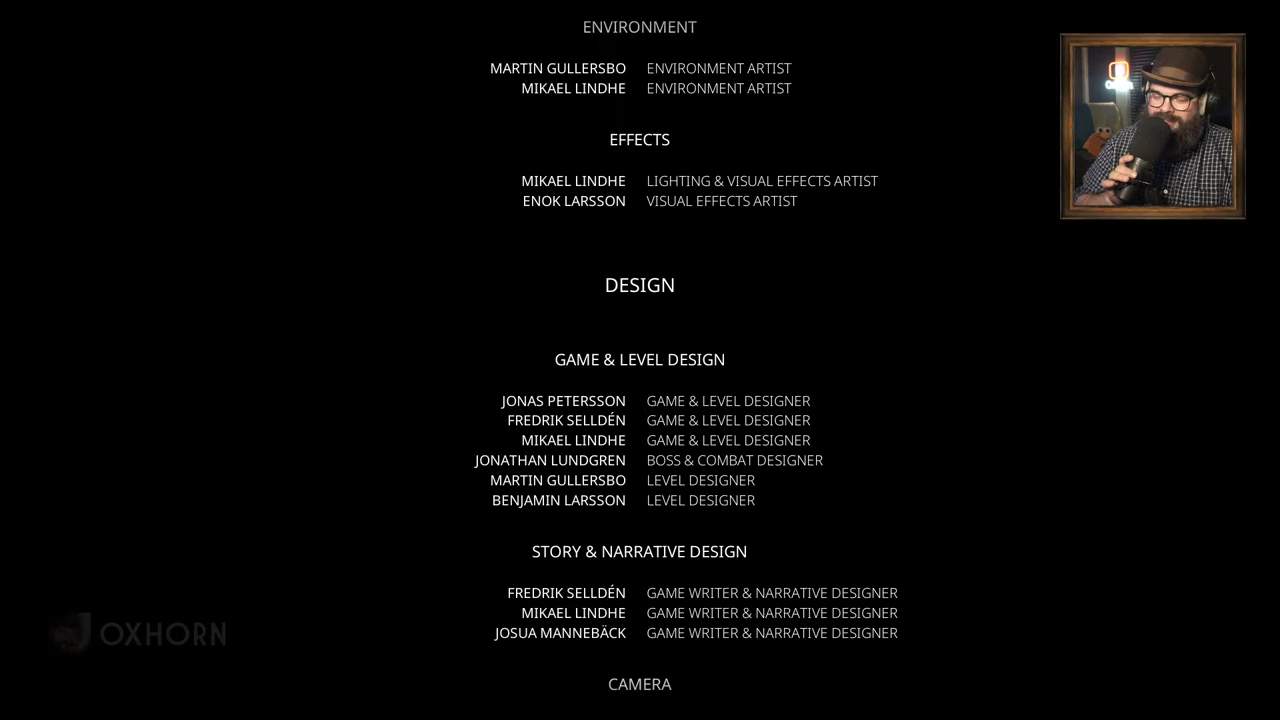 ENVIRONMENT
MARTIN GULLERSBO ENVIRONMENT ARTIST
MIKAEL LINDHE ENVIRONMENT ARTIST
EFFECTS
MIKAEL LINDHE LIGHTING & VISUAL EFFECTS ARTIST
ENOK LARSSON VISUAL EFFECTS ARTIST
DESIGN
GAME & LEVEL DESIGN
JONAS PETERSSON GAME & LEVEL DESIGNER
FREDRIK SELLDÉN GAME & LEVEL DESIGNER
MIKAEL LINDHE GAME & LEVEL DESIGNER
JONATHAN LUNDGREN BOSS & COMBAT DESIGNER
MARTIN GULLERSBO LEVEL DESIGNER
BENJAMIN LARSSON LEVEL DESIGNER
STORY & NARRATIVE DESIGN
FREDRIK SELLDÉN GAME WRITER & NARRATIVE DESIGNER
MIKAEL LINDHE GAME WRITER & NARRATIVE DESIGNER
JOSUA MANNEBÄCK GAME WRITER & NARRATIVE DESIGNER
OXHORN
CAMERA